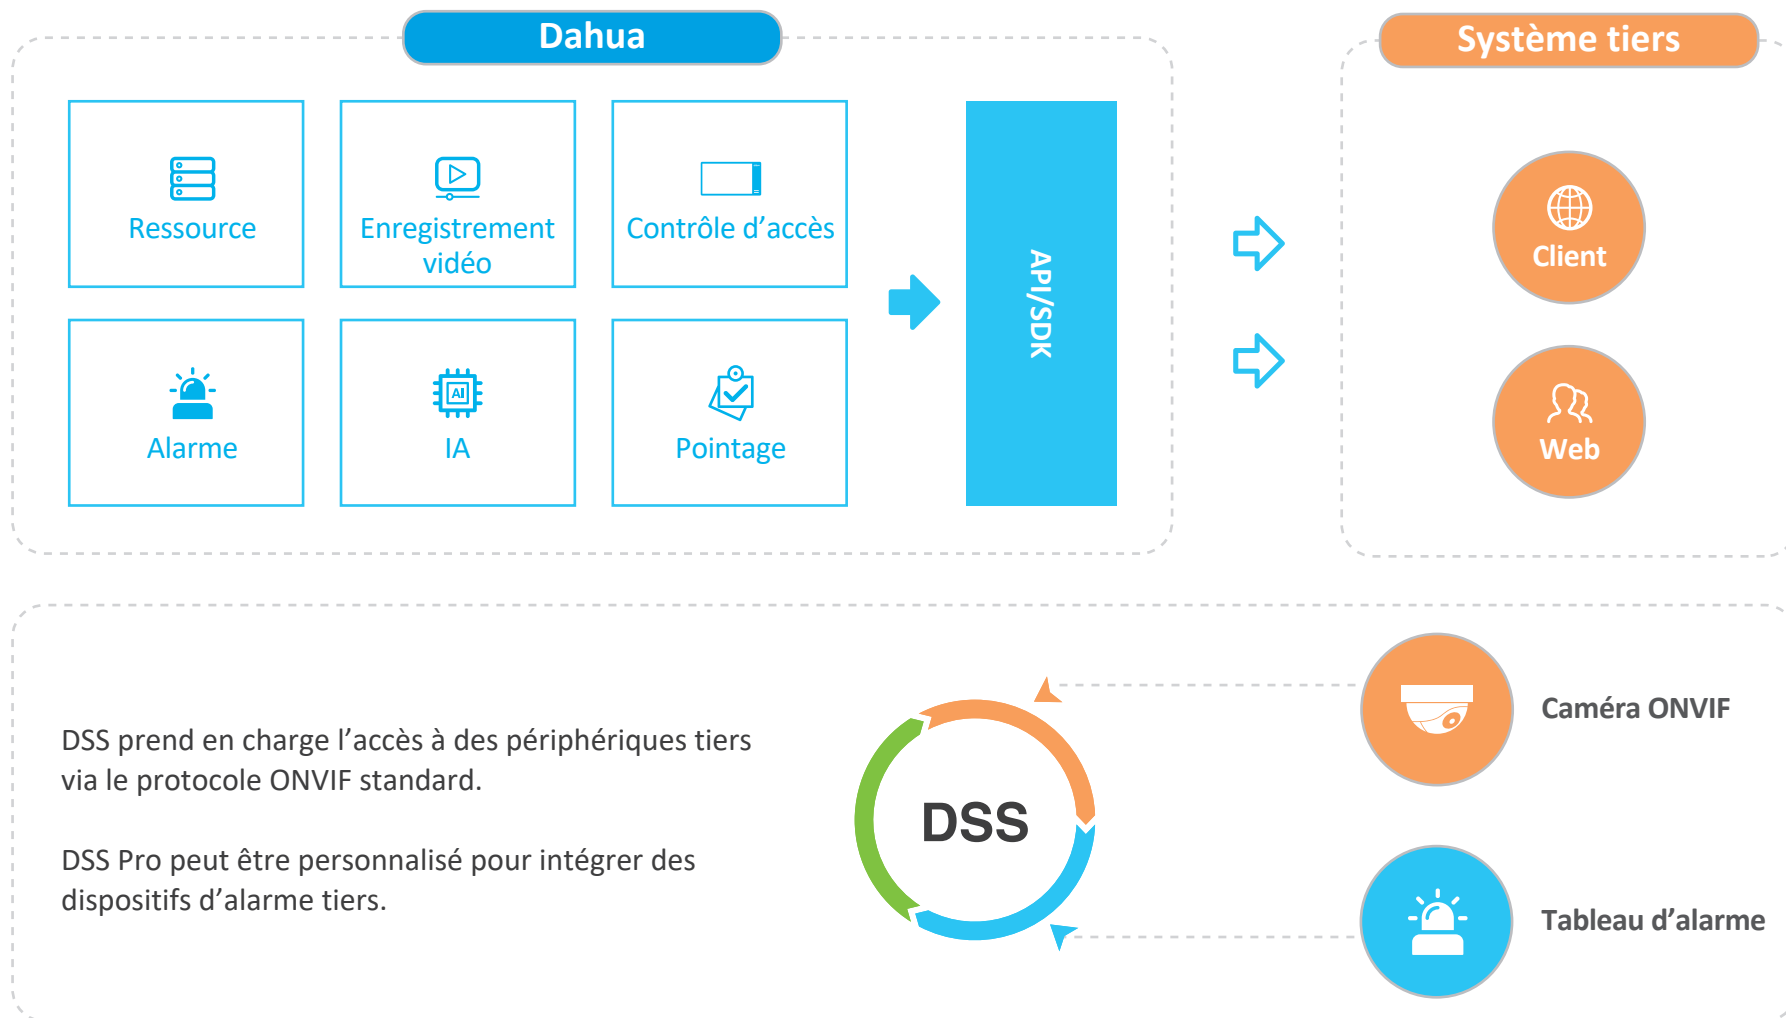 Dahua
Système tiers
Ressource
Enregistrement
vidéo
Contrôle d’accès
API/SDK
Client
Alarme
AI
IA
Pointage
Web
DSS prend en charge l’accès à des périphériques tiers
via le protocole ONVIF standard.
DSS Pro peut être personnalisé pour intégrer des
dispositifs d’alarme tiers.
DSS
Caméra ONVIF
Tableau d’alarme